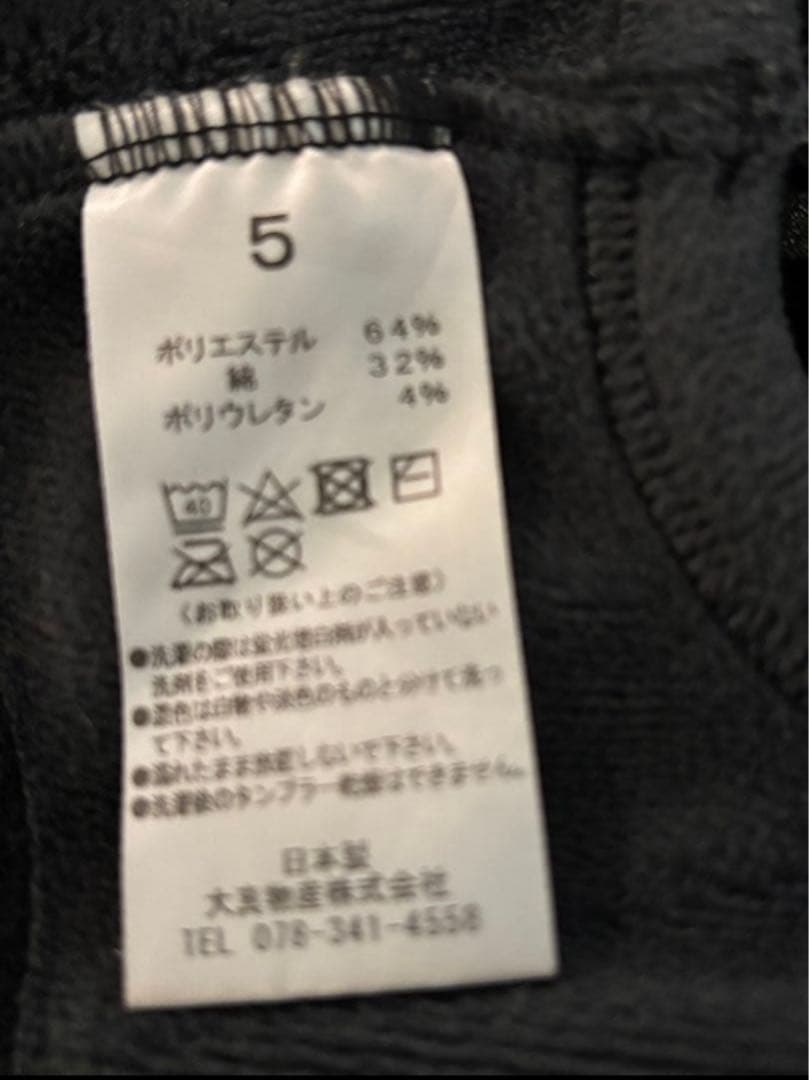 5
ポリエステル 64%
綿 32%
ポリウレタン 4%
40
〈お取り扱い上のご注意〉
●洗濯の際は蛍光増白剤が入っていない
洗剤をご使用下さい。
●濃色は白物や淡色のものと分けて洗っ
て下さい。
●濡れたまま放置しないで下さい。
●洗濯後のタンブラー乾燥はできません。
日本製
株式会社
TEL 078-341-4558